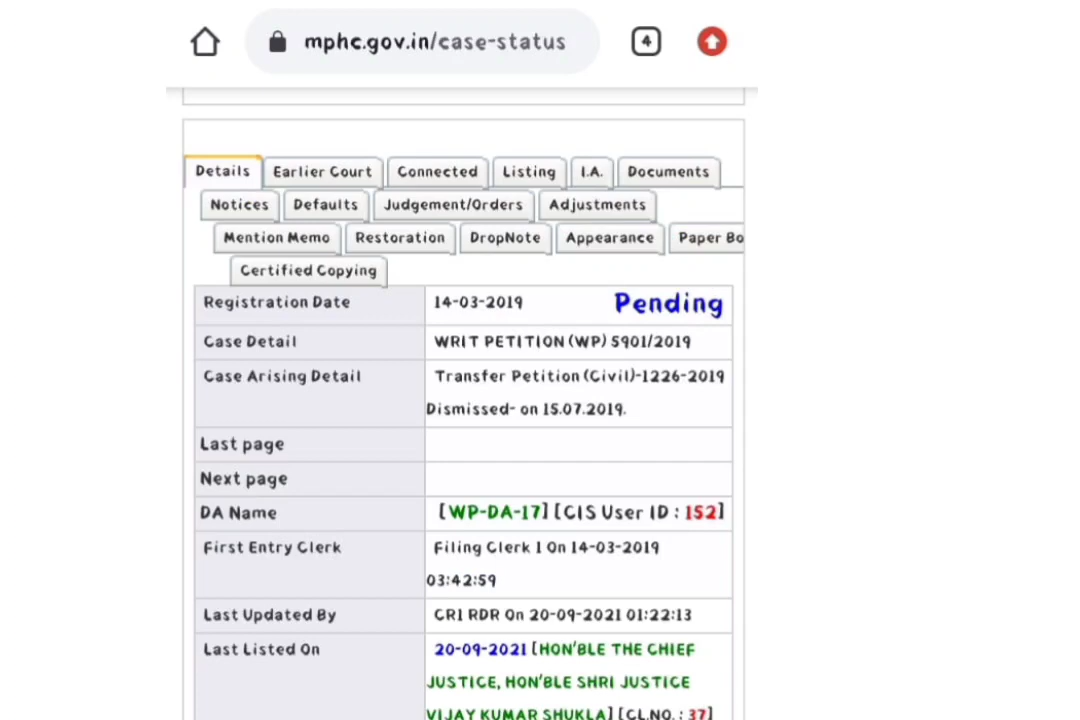 mphc.gov.in/case-status
4
Details Earlier Court Connected Listing I.A. Documents
Notices Defaults Judgement/Orders Adjustments
Mention Memo Restoration DropNote Appearance Paper Bo
Certified Copying
Registration Date 14-03-2019 Pending
Case Detail WRIT PETITION (WP) 5901/2019
Case Arising Detail Transfer Petition (Civil)-1226-2019
Dismissed- on 15.07.2019.
Last page
Next page
DA Name [WP-DA-17] [CIS User ID : 152]
First Entry Clerk Filing Clerk 1 On 14-03-2019
03:42:59
Last Updated By CR1 RDR On 20-09-2021 01:22:13
Last Listed On 20-09-2021 [HON'BLE THE CHIEF
JUSTICE, HON'BLE SHRI JUSTICE
VIJAY KUMAR SHUKLA] [CL.NO. : 37]